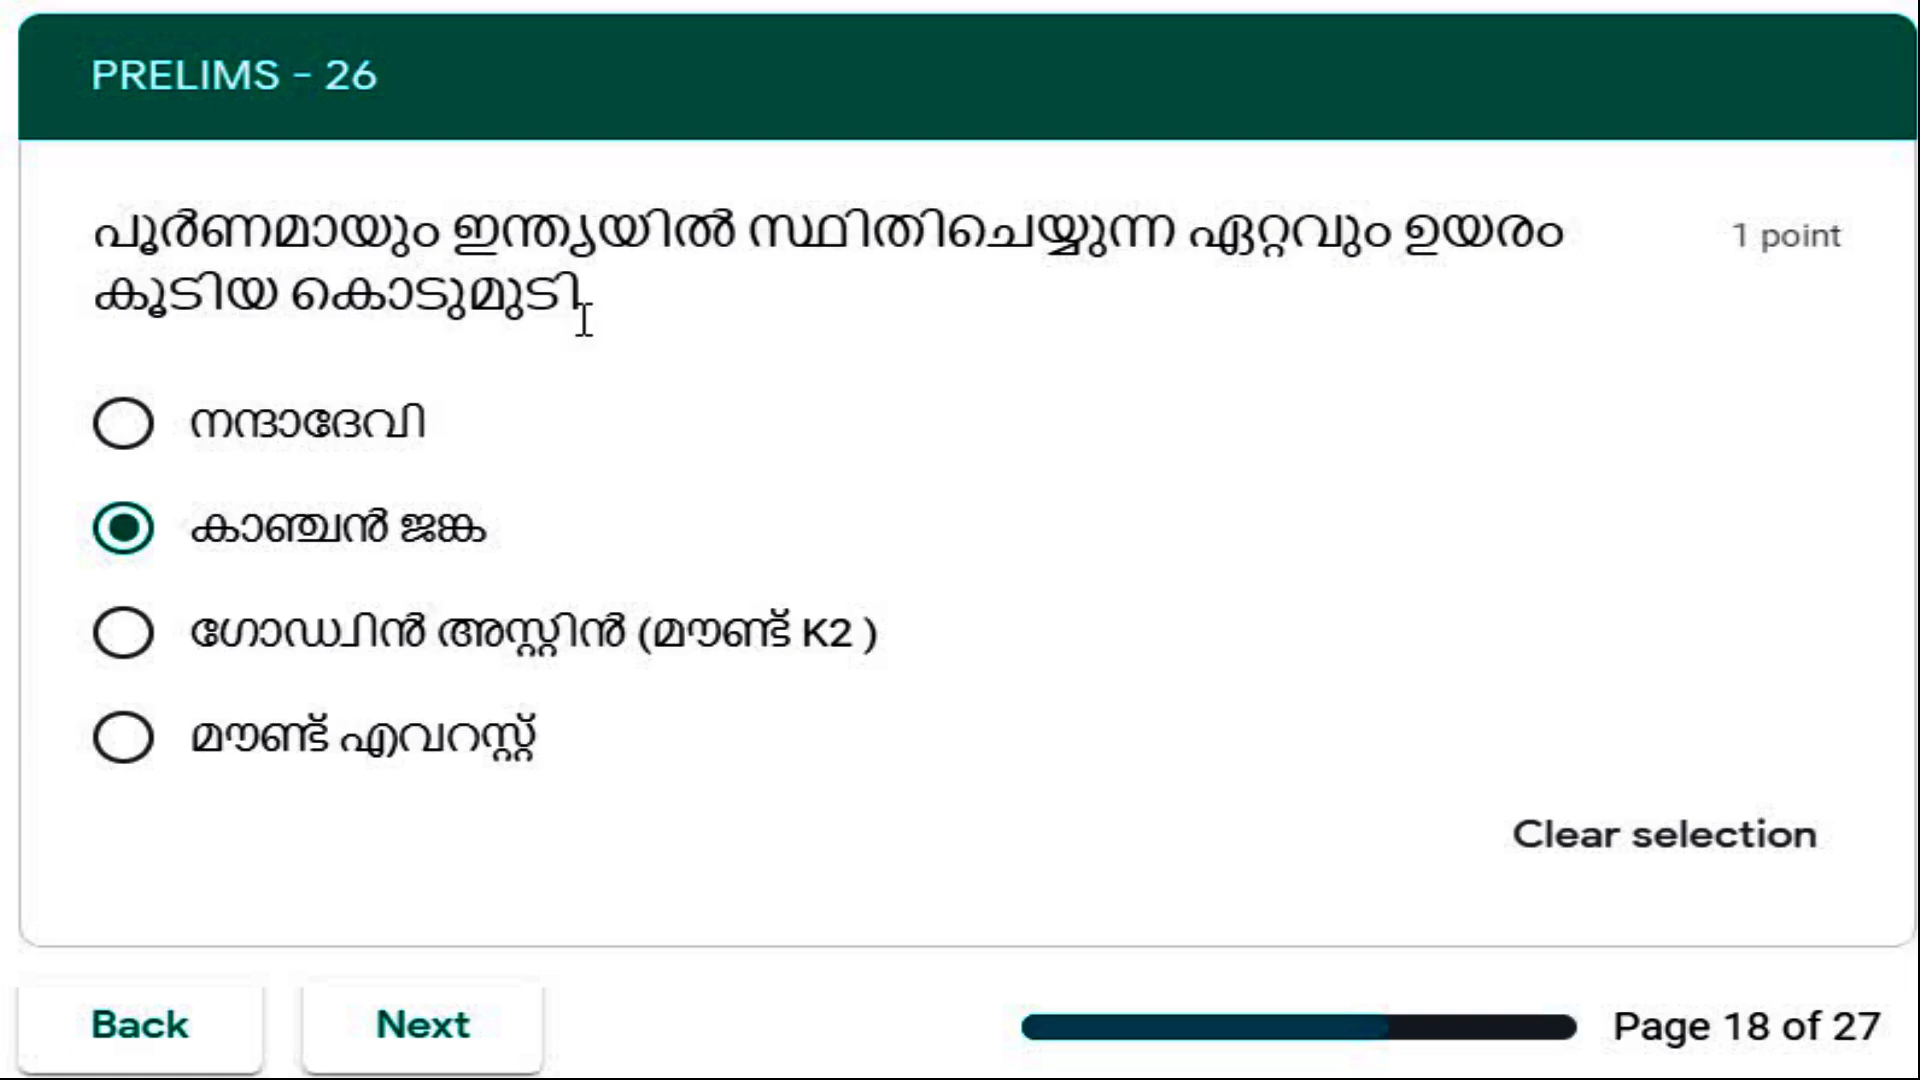 PRELIMS - 26
പൂർണമായും ഇന്ത്യയിൽ സ്ഥിതിചെയ്യുന്ന ഏറ്റവും ഉയരം
1 point
കൂടിയ കൊടുമുടി
നന്ദാദേവി
കാഞ്ചൻ ജങ്ക
ഗോഡ്വിൻ അസ്റ്റിൻ (മൗണ്ട് K2 )
മൗണ്ട് എവറസ്റ്റ്
Clear selection
Back
Next
Page 18 of 27